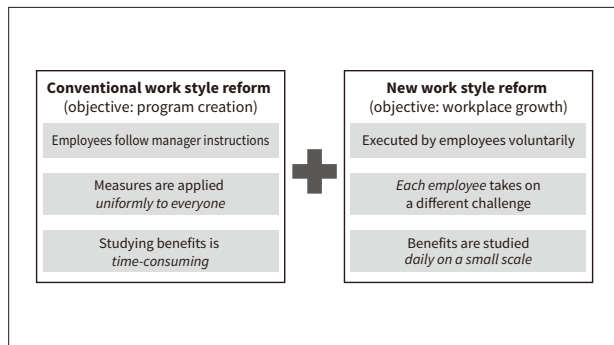 Conventional work style reform
(objective: program creation)
Employees follow manager instructions
Measures are applied
uniformly to everyone
Studying benefits is
time-consuming
New work style reform
(objective: workplace growth)
Executed by employees voluntarily
Each employee takes on
a different challenge
Benefits are studied
daily on a small scale